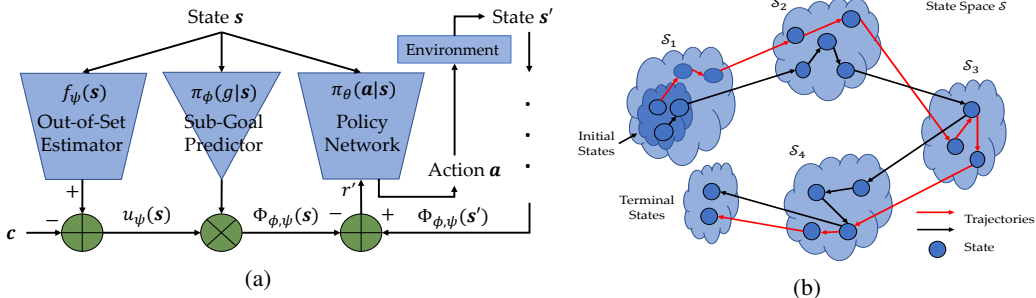 State s
State s′
Environment
f_ψ(s)
Out-of-Set
Estimator
π_ϕ(g|s)
Sub-Goal
Predictor
π_θ(a|s)
Policy
Network
Action a
r′
+
−
c
u_ψ(s)
Φ_ϕ,ψ(s)
−
+
Φ_ϕ,ψ(s′)
(a)
State Space S
S_1
S_2
S_3
S_4
Initial
States
Terminal
States
Trajectories
State
(b)